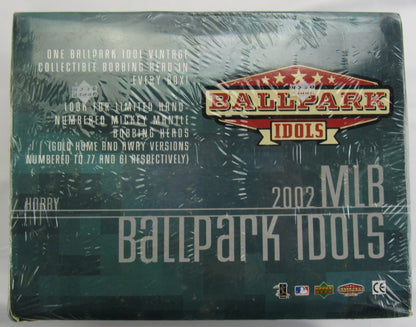 ONE BALLPARK IDOL VINTAGE
COLLECTIBLE BOBBING HEAD IN
EVERY BOX!
LOOK FOR LIMITED HAND-
NUMBERED MICKEY MANTLE
BOBBING HEADS
(GOLD HOME AND AWAY VERSIONS
NUMBERED TO 77 AND 61 RESPECTIVELY)
BALLPARK
IDOLS
HOBBY
2002 MLB
BALLPARK IDOLS
CE